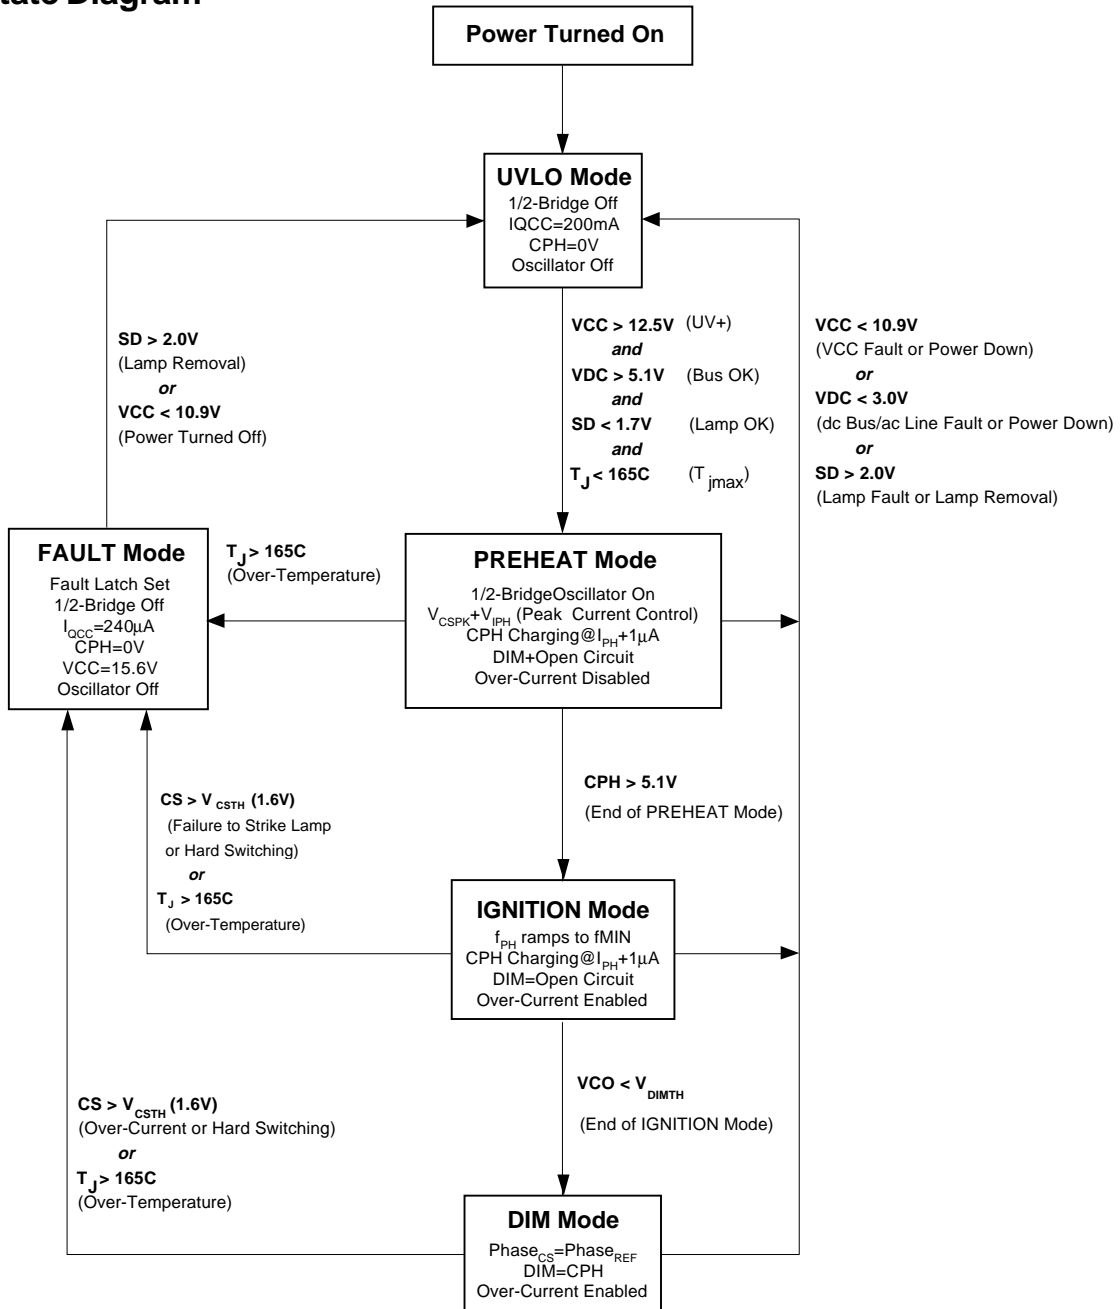 Power Turned On
UVLO Mode
1/2-Bridge Off
IQCC=200mA
CPH=0V
Oscillator Off
SD > 2.0V
(Lamp Removal)
or
VCC < 10.9V
(Power Turned Off)
VCC > 12.5V (UV+)
and
VDC > 5.1V (Bus OK)
and
SD < 1.7V (Lamp OK)
and
TJ < 165C (Tjmax)
VCC < 10.9V
(VCC Fault or Power Down)
or
VDC < 3.0V
(dc Bus/ac Line Fault or Power Down)
or
SD > 2.0V
(Lamp Fault or Lamp Removal)
FAULT Mode
Fault Latch Set
1/2-Bridge Off
IQCC=240µA
CPH=0V
VCC=15.6V
Oscillator Off
TJ > 165C
(Over-Temperature)
PREHEAT Mode
1/2-BridgeOscillator On
VCSPK+VIPH (Peak Current Control)
CPH Charging@IPH+1µA
DIM+Open Circuit
Over-Current Disabled
CS > VCSTH (1.6V)
(Failure to Strike Lamp
or Hard Switching)
or
TJ > 165C
(Over-Temperature)
CPH > 5.1V
(End of PREHEAT Mode)
IGNITION Mode
fPH ramps to fMIN
CPH Charging@IPH+1µA
DIM=Open Circuit
Over-Current Enabled
CS > VCSTH (1.6V)
(Over-Current or Hard Switching)
or
TJ > 165C
(Over-Temperature)
VCO < VDIMTH
(End of IGNITION Mode)
DIM Mode
PhaseCS=PhaseREF
DIM=CPH
Over-Current Enabled